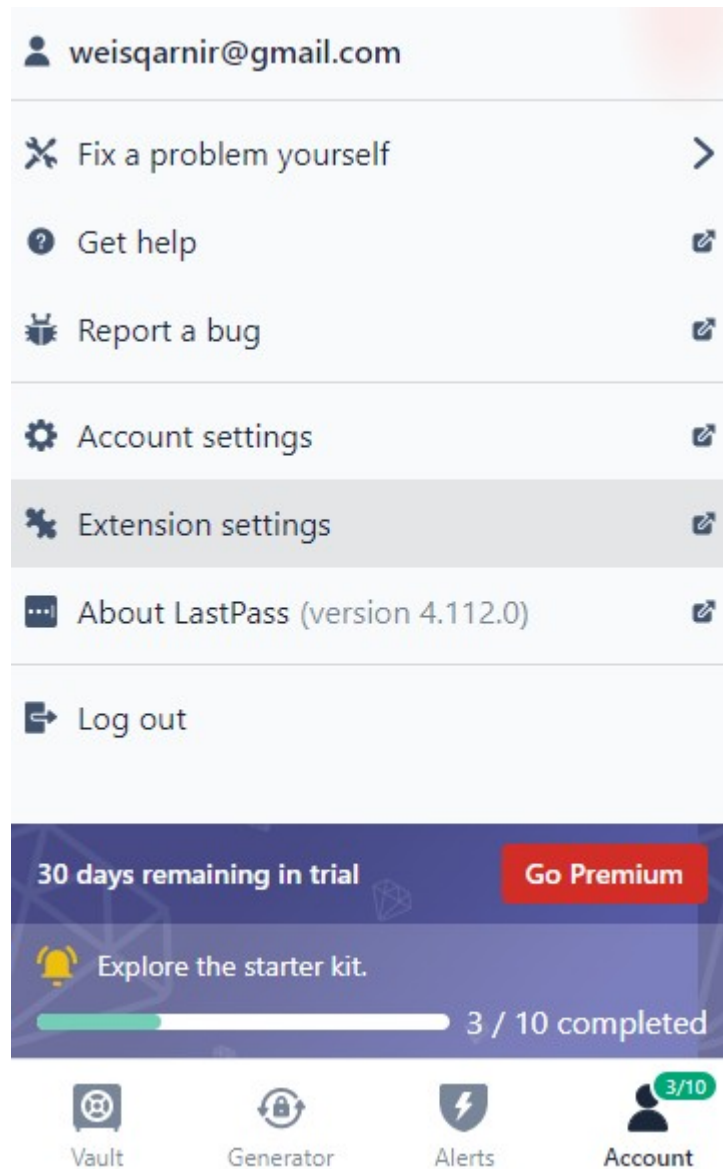 weisqarnir@gmail.com
Fix a problem yourself
Get help
Report a bug
Account settings
Extension settings
About LastPass (version 4.112.0)
Log out
30 days remaining in trial Go Premium
Explore the starter kit.
3 / 10 completed
3/10
Vault Generator Alerts Account